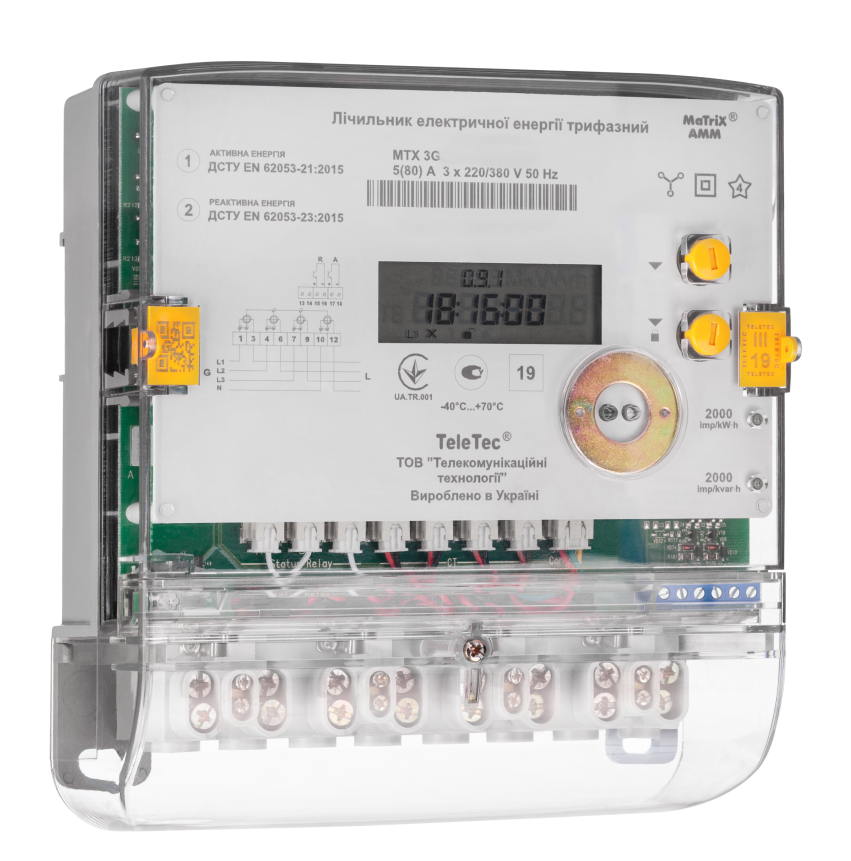 Лічильник електричної енергії трифазний
MaTriX®
AMM
1 АКТИВНА ЕНЕРГІЯ
ДСТУ EN 62053-21:2015
MTX 3G
5(80) A 3 x 220/380 V 50 Hz
2 РЕАКТИВНА ЕНЕРГІЯ
ДСТУ EN 62053-23:2015
4
R A
13 14 15 16 17 18
0.9.1
18:16:00
1 3 4 6 7 9 10 12
L1
G L2 L
L3
N
TELETEC
III
19
TELETEC
19
UA.TR.001
-40°C...+70°C
2000
imp/kW·h
TeleTec®
ТОВ "Телекомунікаційні
технології"
Вироблено в Україні
2000
imp/kvar·h
A
Status Relay
CT